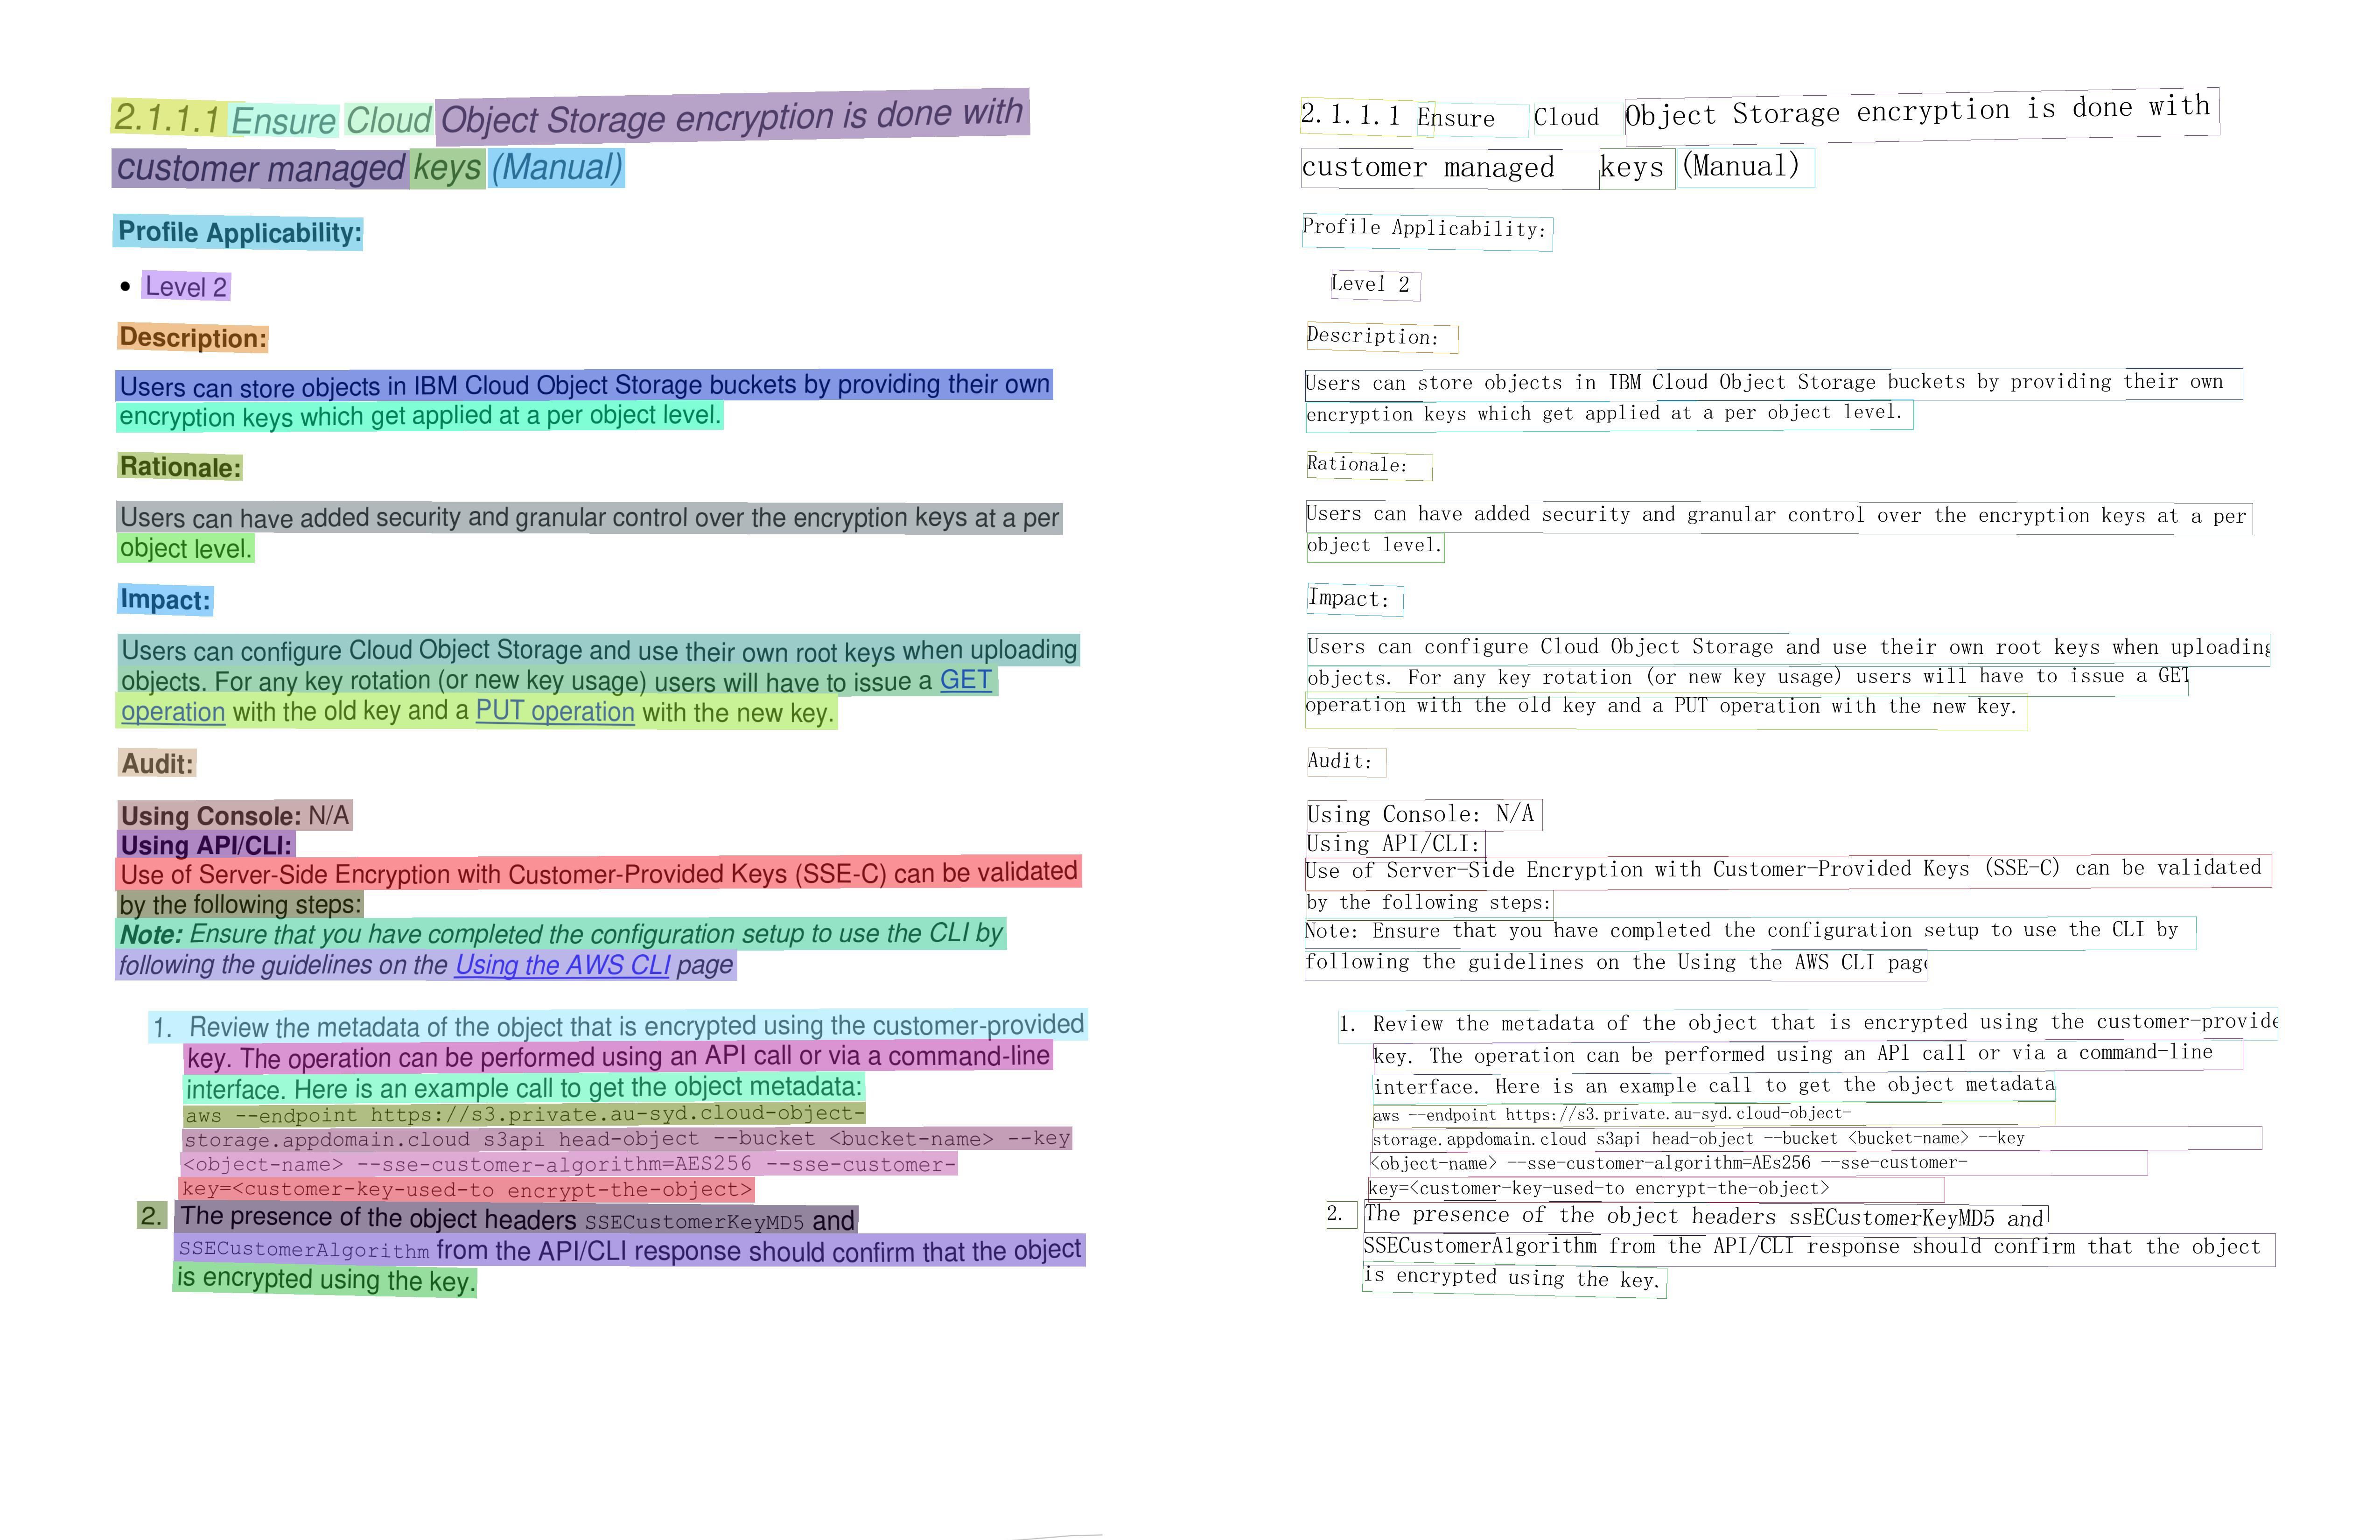 2.1.1.1 Ensure Cloud Object Storage encryption is done with
customer managed keys (Manual)
Profile Applicability:
• Level 2
Description:
Users can store objects in IBM Cloud Object Storage buckets by providing their own
encryption keys which get applied at a per object level.
Rationale:
Users can have added security and granular control over the encryption keys at a per
object level.
Impact:
Users can configure Cloud Object Storage and use their own root keys when uploading
objects. For any key rotation (or new key usage) users will have to issue a GET
operation with the old key and a PUT operation with the new key.
Audit:
Using Console: N/A
Using API/CLI:
Use of Server-Side Encryption with Customer-Provided Keys (SSE-C) can be validated
by the following steps:
Note: Ensure that you have completed the configuration setup to use the CLI by
following the guidelines on the Using the AWS CLI page
1. Review the metadata of the object that is encrypted using the customer-provided
key. The operation can be performed using an API call or via a command-line
interface. Here is an example call to get the object metadata:
aws --endpoint https://s3.private.au-syd.cloud-object-
storage.appdomain.cloud s3api head-object --bucket <bucket-name> --key
<object-name> --sse-customer-algorithm=AES256 --sse-customer-
key=<customer-key-used-to encrypt-the-object>
2. The presence of the object headers SSECustomerKeyMD5 and
SSECustomerAlgorithm from the API/CLI response should confirm that the object
is encrypted using the key.
2.1.1.1 Ensure Cloud Object Storage encryption is done with
customer managed keys (Manual)
Profile Applicability:
Level 2
Description:
Users can store objects in IBM Cloud Object Storage buckets by providing their own
encryption keys which get applied at a per object level.
Rationale:
Users can have added security and granular control over the encryption keys at a per
object level.
Impact:
Users can configure Cloud Object Storage and use their own root keys when uploading
objects. For any key rotation (or new key usage) users will have to issue a GET
operation with the old key and a PUT operation with the new key.
Audit:
Using Console: N/A
Using API/CLI:
Use of Server-Side Encryption with Customer-Provided Keys (SSE-C) can be validated
by the following steps:
Note: Ensure that you have completed the configuration setup to use the CLI by
following the guidelines on the Using the AWS CLI page
1. Review the metadata of the object that is encrypted using the customer-provide
key. The operation can be performed using an APl call or via a command-line
interface. Here is an example call to get the object metadata
aws --endpoint https://s3.private.au-syd.cloud-object-
storage.appdomain.cloud s3api head-object --bucket <bucket-name> --key
<object-name> --sse-customer-algorithm=AEs256 --sse-customer-
key=<customer-key-used-to encrypt-the-object>
2. The presence of the object headers ssECustomerKeyMD5 and
SSECustomerA1gorithm from the API/CLI response should confirm that the object
is encrypted using the key.